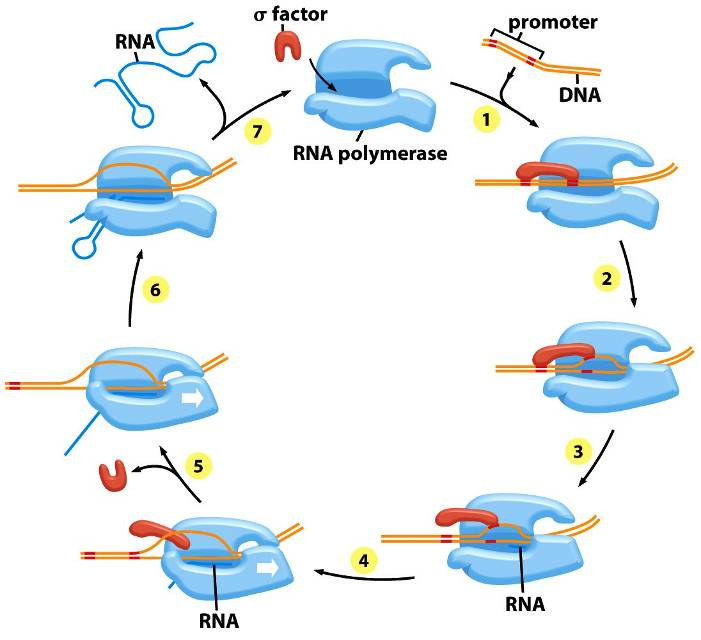 σ factor
promoter
RNA
DNA
1
7
RNA polymerase
2
6
3
5
4
RNA
RNA